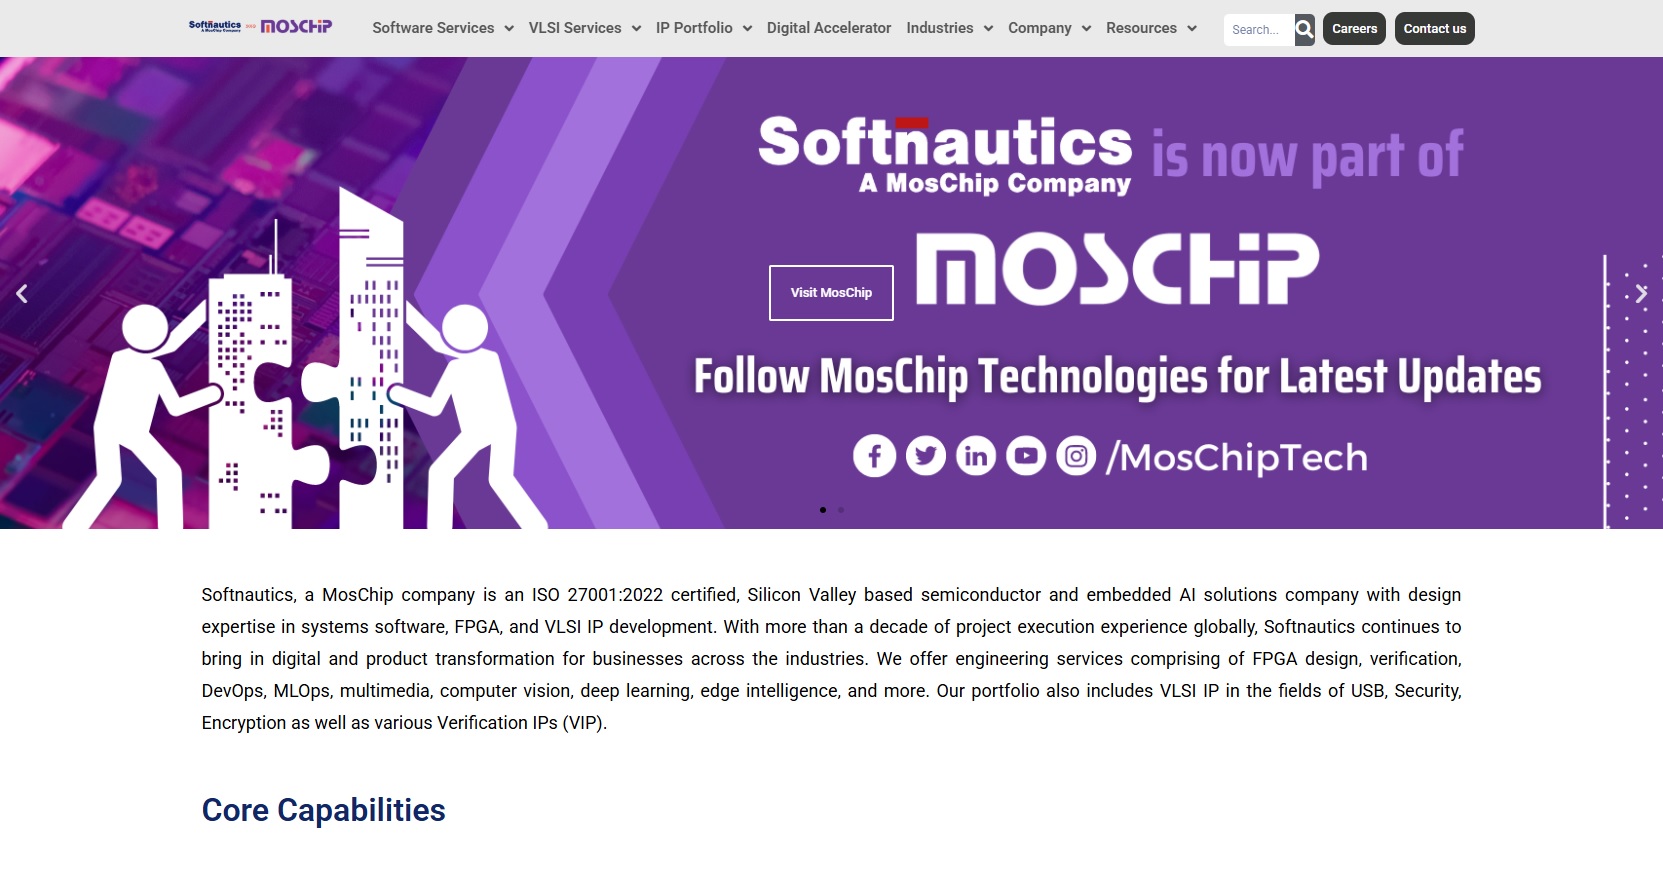 Softnautics
A MosChip Company
MOSCHIP
Software Services
VLSI Services
IP Portfolio
Digital Accelerator
Industries
Company
Resources
Search...
Careers
Contact us
Softnautics is now part of
A MosChip Company
MOSCHIP
Visit MosChip
Follow MosChip Technologies for Latest Updates
/MosChipTech
Softnautics, a MosChip company is an ISO 27001:2022 certified, Silicon Valley based semiconductor and embedded AI solutions company with design
expertise in systems software, FPGA, and VLSI IP development. With more than a decade of project execution experience globally, Softnautics continues to
bring in digital and product transformation for businesses across the industries. We offer engineering services comprising of FPGA design, verification,
DevOps, MLOps, multimedia, computer vision, deep learning, edge intelligence, and more. Our portfolio also includes VLSI IP in the fields of USB, Security,
Encryption as well as various Verification IPs (VIP).
Core Capabilities